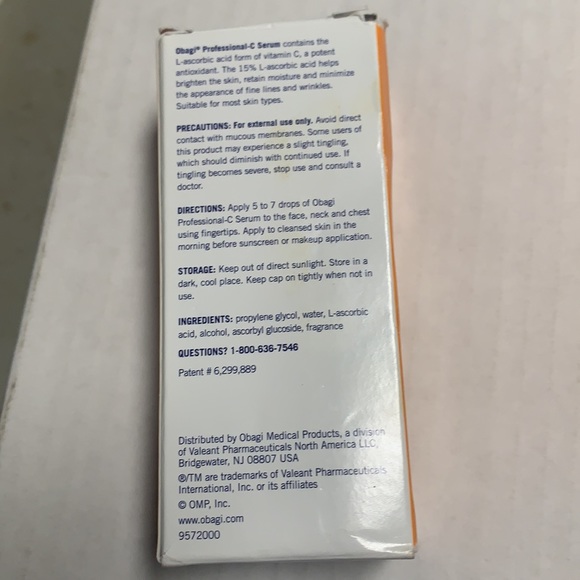 Obagi® Professional-C Serum contains the
L-ascorbic acid form of vitamin C, a potent
antioxidant. The 15% L-ascorbic acid helps
brighten the skin, retain moisture and minimize
the appearance of fine lines and wrinkles.
Suitable for most skin types.
PRECAUTIONS: For external use only. Avoid direct
contact with mucous membranes. Some users of
this product may experience a slight tingling,
which should diminish with continued use. If
tingling becomes severe, stop use and consult a
doctor.
DIRECTIONS: Apply 5 to 7 drops of Obagi
Professional-C Serum to the face, neck and chest
using fingertips. Apply to cleansed skin in the
morning before sunscreen or makeup application.
STORAGE: Keep out of direct sunlight. Store in a
dark, cool place. Keep cap on tightly when not in
use.
INGREDIENTS: propylene glycol, water, L-ascorbic
acid, alcohol, ascorbyl glucoside, fragrance
QUESTIONS? 1-800-636-7546
Patent # 6,299,889
Distributed by Obagi Medical Products, a division
of Valeant Pharmaceuticals North America LLC,
Bridgewater, NJ 08807 USA
®/TM are trademarks of Valeant Pharmaceuticals
International, Inc. or its affiliates
© OMP, Inc.
www.obagi.com
9572000